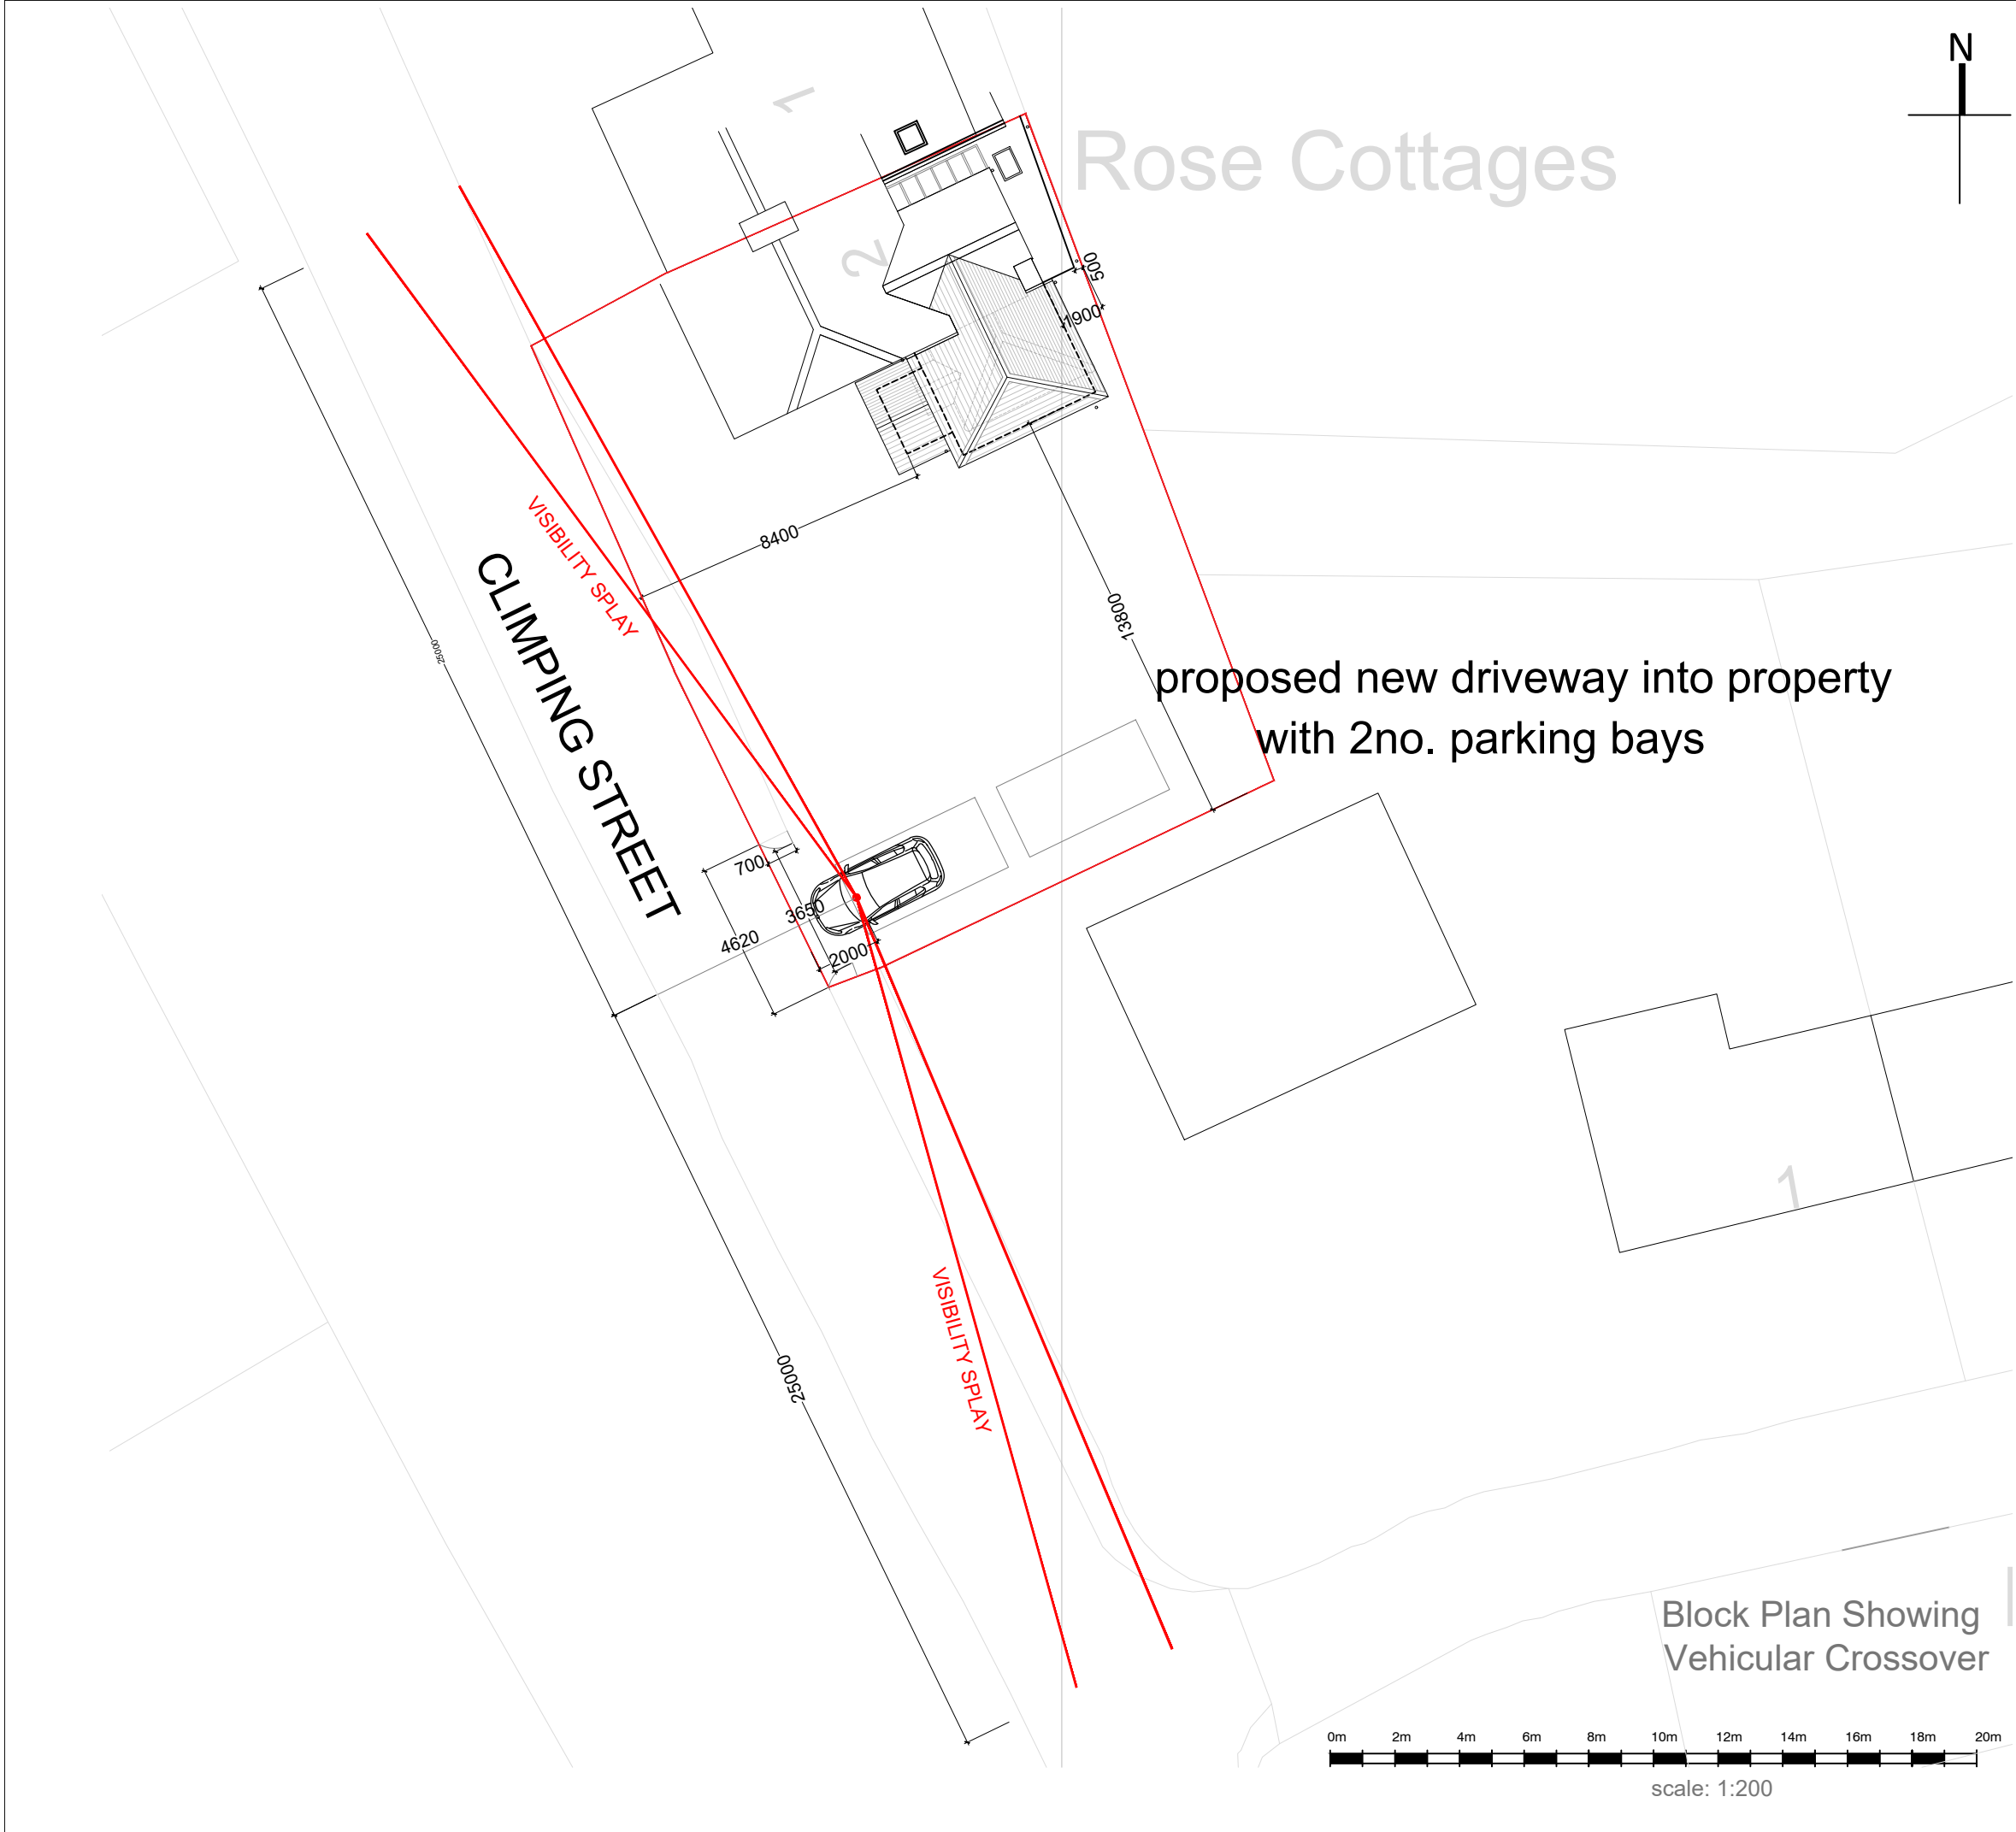 N
1
Rose Cottages
2
500
1900
VISIBILITY SPLAY
8400
CLIMPING STREET
13800
25000
proposed new driveway into property
with 2no. parking bays
700
3650
4620
2000
1
VISIBILITY SPLAY
25000
Block Plan Showing
Vehicular Crossover
0m 2m 4m 6m 8m 10m 12m 14m 16m 18m 20m
scale: 1:200